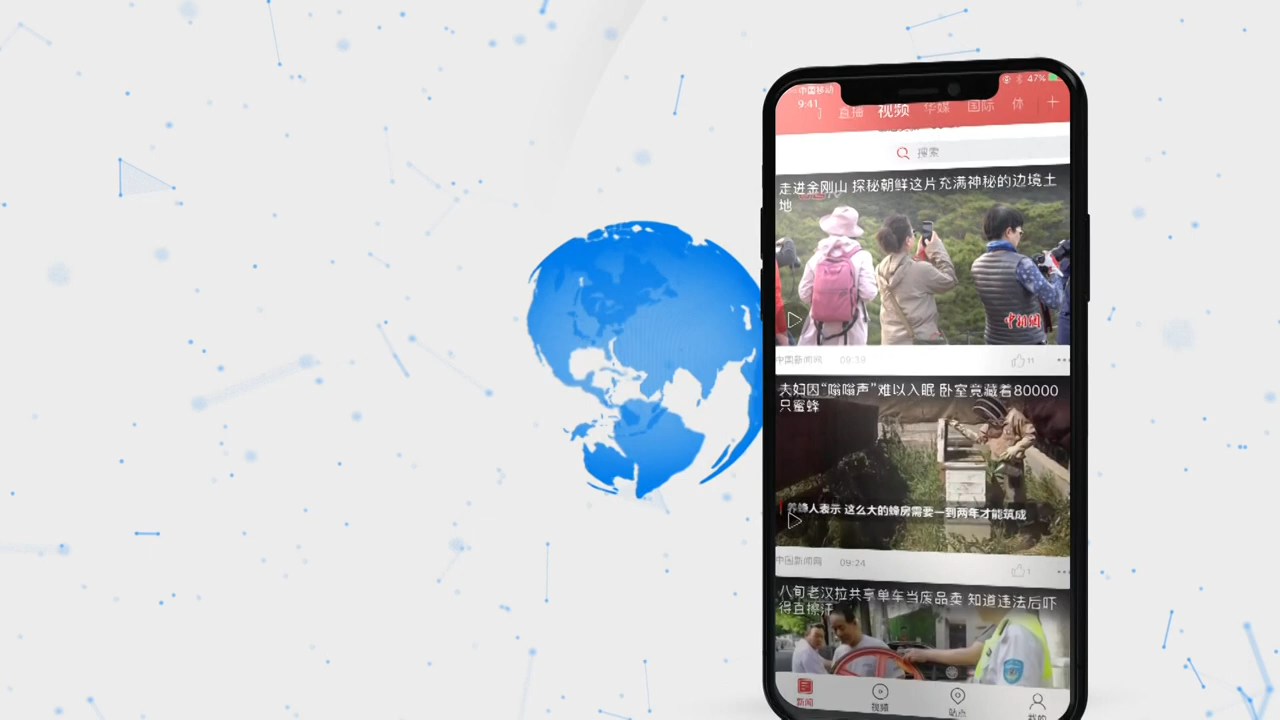 中国移动
47%
9:41
直播 视频 华媒 国际 体
搜索
走进金刚山 探秘朝鲜这片充满神秘的边境土
地
中新网
中国新闻网 09:19
11
夫妇因“嗡嗡声”难以入眠 卧室竟藏着80000
只蜜蜂
养蜂人表示 这么大的蜂房需要一到两年才能筑成
中国新闻网 09:24
1
八旬老汉拉共享单车当废品卖 知道违法后吓
得直擦汗
新闻 视频 站点 我的